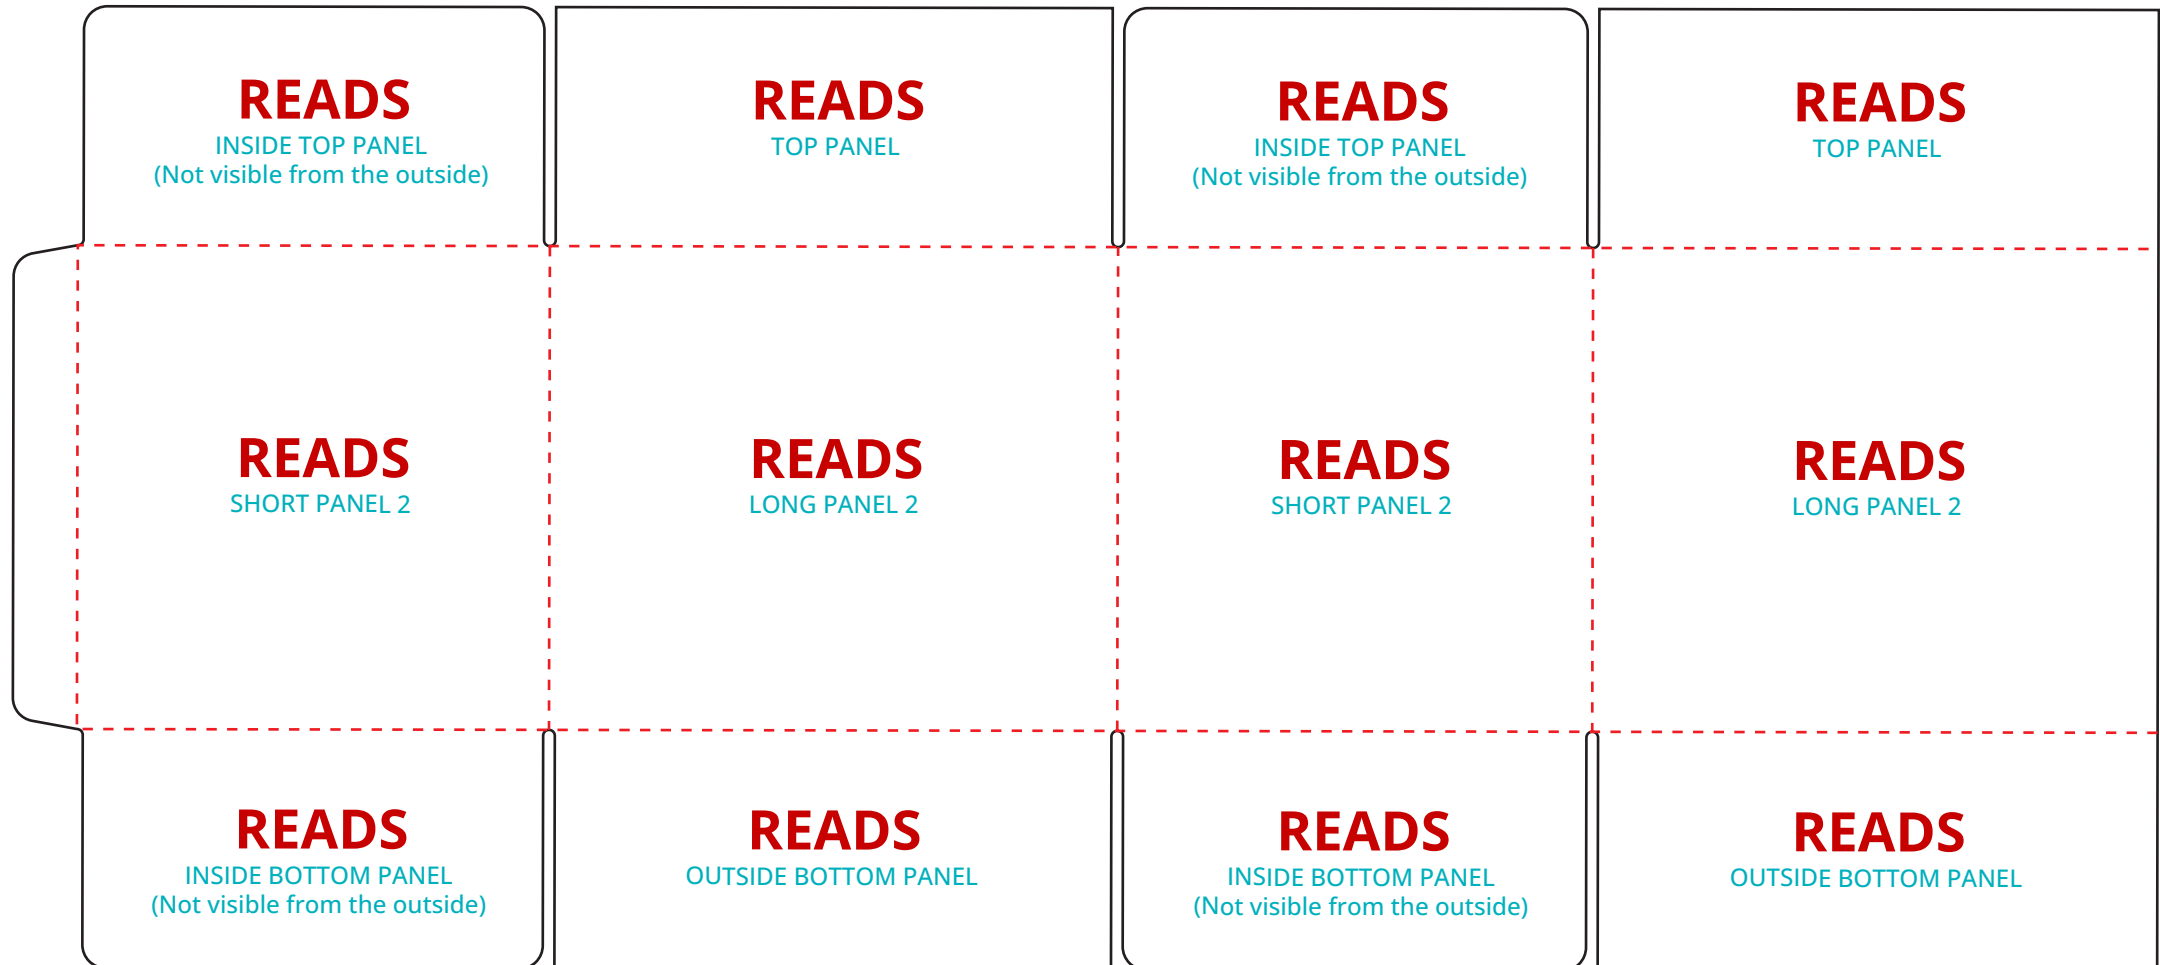 READS
INSIDE TOP PANEL
(Not visible from the outside)
READS
TOP PANEL
READS
INSIDE TOP PANEL
(Not visible from the outside)
READS
TOP PANEL
READS
SHORT PANEL 2
READS
LONG PANEL 2
READS
SHORT PANEL 2
READS
LONG PANEL 2
READS
INSIDE BOTTOM PANEL
(Not visible from the outside)
READS
OUTSIDE BOTTOM PANEL
READS
INSIDE BOTTOM PANEL
(Not visible from the outside)
READS
OUTSIDE BOTTOM PANEL